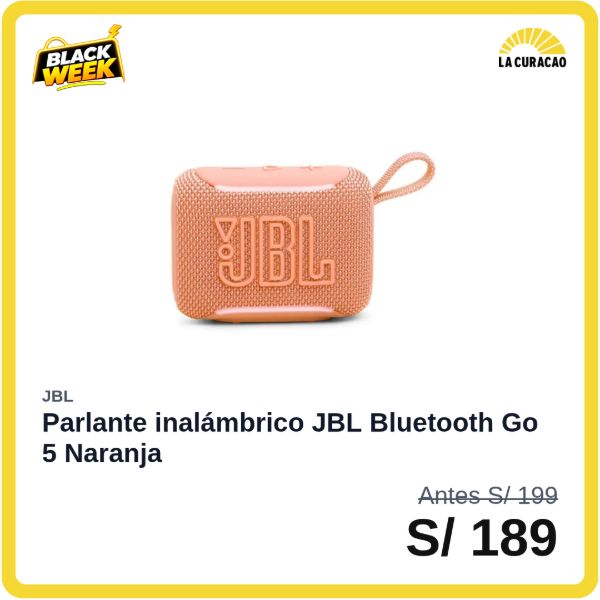 BLACK
WEEK
LA CURACAO
JBL
JBL
Parlante inalámbrico JBL Bluetooth Go
5 Naranja
Antes S/ 199
S/ 189